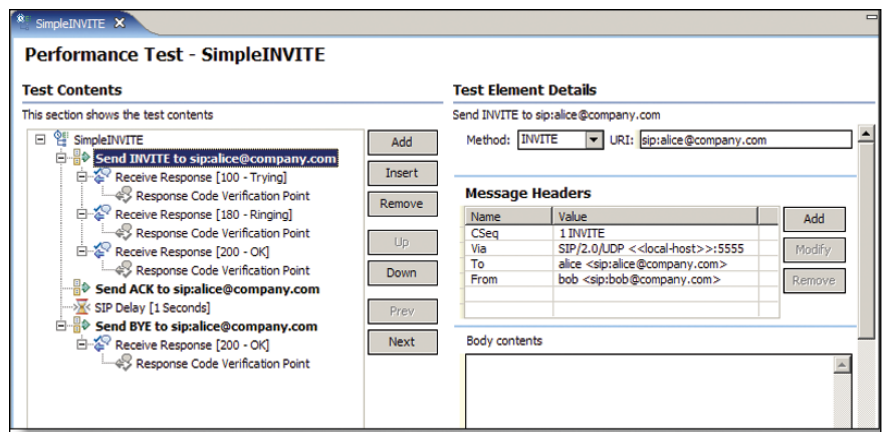 SimpleINVITE
Performance Test - SimpleINVITE
Test Contents
This section shows the test contents
SimpleINVITE
Send INVITE to sip:alice@company.com
Receive Response [100 - Trying]
Response Code Verification Point
Receive Response [180 - Ringing]
Response Code Verification Point
Receive Response [200 - OK]
Response Code Verification Point
Send ACK to sip:alice@company.com
SIP Delay [1 Seconds]
Send BYE to sip:alice@company.com
Receive Response [200 - OK]
Response Code Verification Point
Add
Insert
Remove
Up
Down
Prev
Next
Test Element Details
Send INVITE to sip:alice@company.com
Method: INVITE URI: sip:alice@company.com
Message Headers
Name Value
CSeq 1 INVITE
Via SIP/2.0/UDP <<local-host>>:5555
To alice <sip:alice@company.com>
From bob <sip:bob@company.com>
Add
Modify
Remove
Body contents